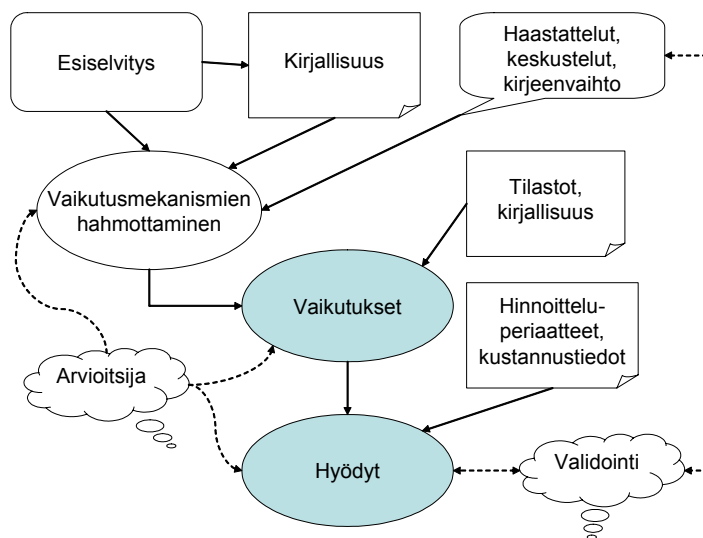 Esiselvitys
Kirjallisuus
Haastattelut,
keskustelut,
kirjeenvaihto
Vaikutusmekanismien
hahmottaminen
Tilastot,
kirjallisuus
Vaikutukset
Hinnoittelu-
periaatteet,
kustannustiedot
Arvioitsija
Hyödyt
Validointi